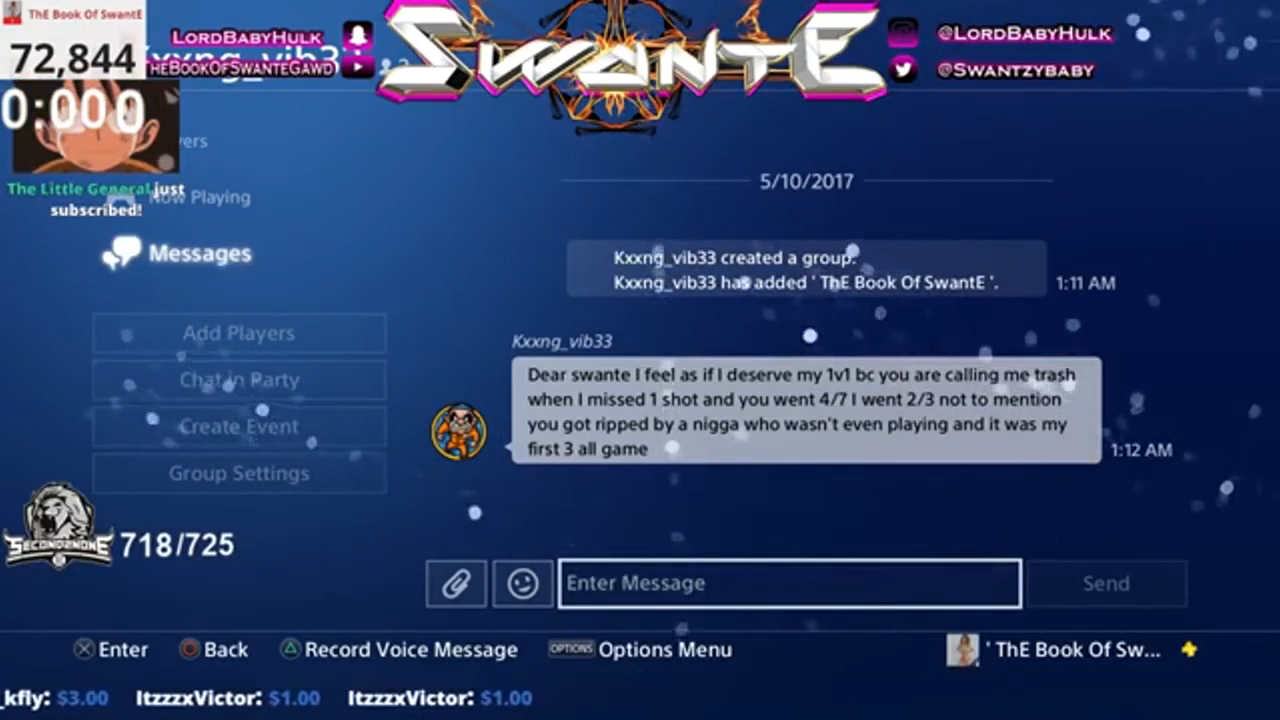 ThE Book Of SwantE
72,844
0:000
The Little General just
subscribed!
LORDBABYHULK
HEBOOKOFSWANTEGAWD
Kxxng_vib33
SWANTE
@LORDBABYHULK
@SWANTZYBABY
Now Playing
Messages
Add Players
Chat in Party
Create Event
Group Settings
5/10/2017
Kxxng_vib33 created a group.
Kxxng_vib33 has added ' ThE Book Of SwantE '.
1:11 AM
Kxxng_vib33
Dear swante I feel as if I deserve my 1v1 bc you are calling me trash
when I missed 1 shot and you went 4/7 I went 2/3 not to mention
you got ripped by a nigga who wasn't even playing and it was my
first 3 all game
1:12 AM
SECOND2NONE
718/725
Enter Message
Send
Enter
Back
Record Voice Message
OPTIONS Options Menu
' ThE Book Of Sw...
_kfly: $3.00 ItzzzxVictor: $1.00 ItzzzxVictor: $1.00